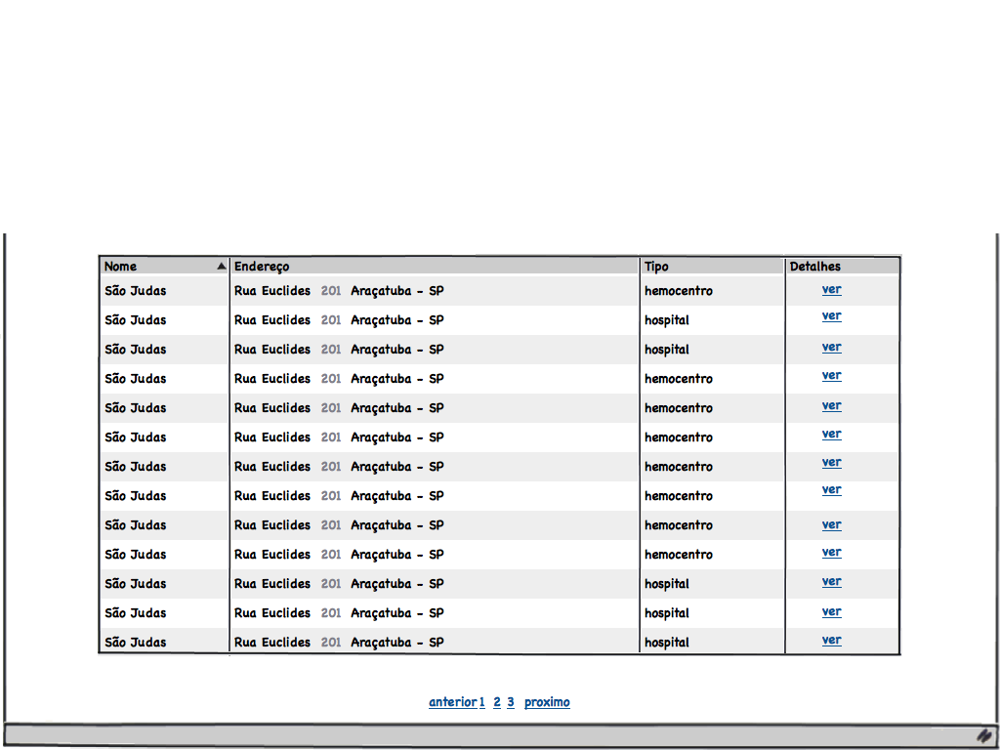 Nome Endereço Tipo Detalhes
São Judas Rua Euclides 201 Araçatuba - SP hemocentro ver
São Judas Rua Euclides 201 Araçatuba - SP hospital ver
São Judas Rua Euclides 201 Araçatuba - SP hospital ver
São Judas Rua Euclides 201 Araçatuba - SP hemocentro ver
São Judas Rua Euclides 201 Araçatuba - SP hemocentro ver
São Judas Rua Euclides 201 Araçatuba - SP hemocentro ver
São Judas Rua Euclides 201 Araçatuba - SP hemocentro ver
São Judas Rua Euclides 201 Araçatuba - SP hemocentro ver
São Judas Rua Euclides 201 Araçatuba - SP hemocentro ver
São Judas Rua Euclides 201 Araçatuba - SP hemocentro ver
São Judas Rua Euclides 201 Araçatuba - SP hospital ver
São Judas Rua Euclides 201 Araçatuba - SP hospital ver
São Judas Rua Euclides 201 Araçatuba - SP hospital ver
anterior 1 2 3 proximo